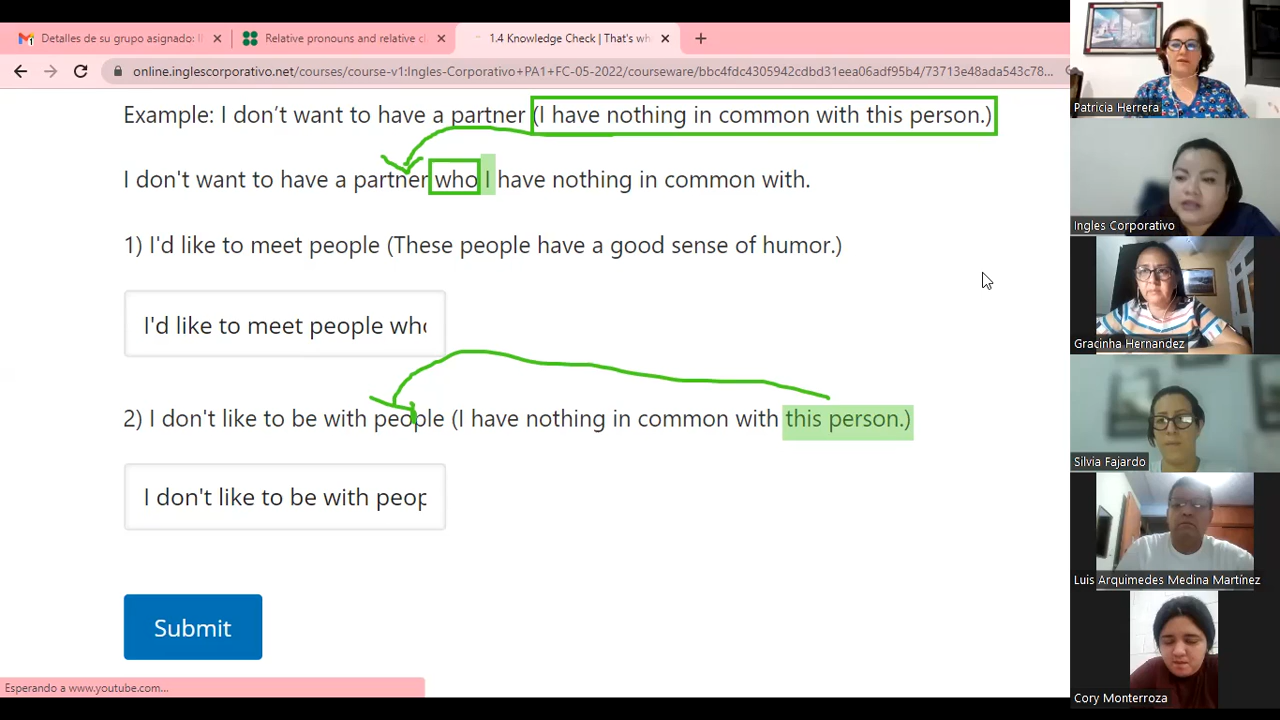 Detalles de su grupo asignado: I
Relative pronouns and relative cl
1.4 Knowledge Check | That's wh
online.inglescorporativo.net/courses/course-v1:Ingles-Corporativo+PA1+FC-05-2022/courseware/bbc4fdc4305942cdbd31eea06adf95b4/73713e48ada543c78...
Example: I don’t want to have a partner (I have nothing in common with this person.)
I don't want to have a partner who I have nothing in common with.
1) I'd like to meet people (These people have a good sense of humor.)
I'd like to meet people who
2) I don't like to be with people (I have nothing in common with this person.)
I don't like to be with peop
Submit
Esperando a www.youtube.com...
Patricia Herrera
Ingles Corporativo
Gracinha Hernandez
Silvia Fajardo
Luis Arquimedes Medina Martínez
Cory Monterroza